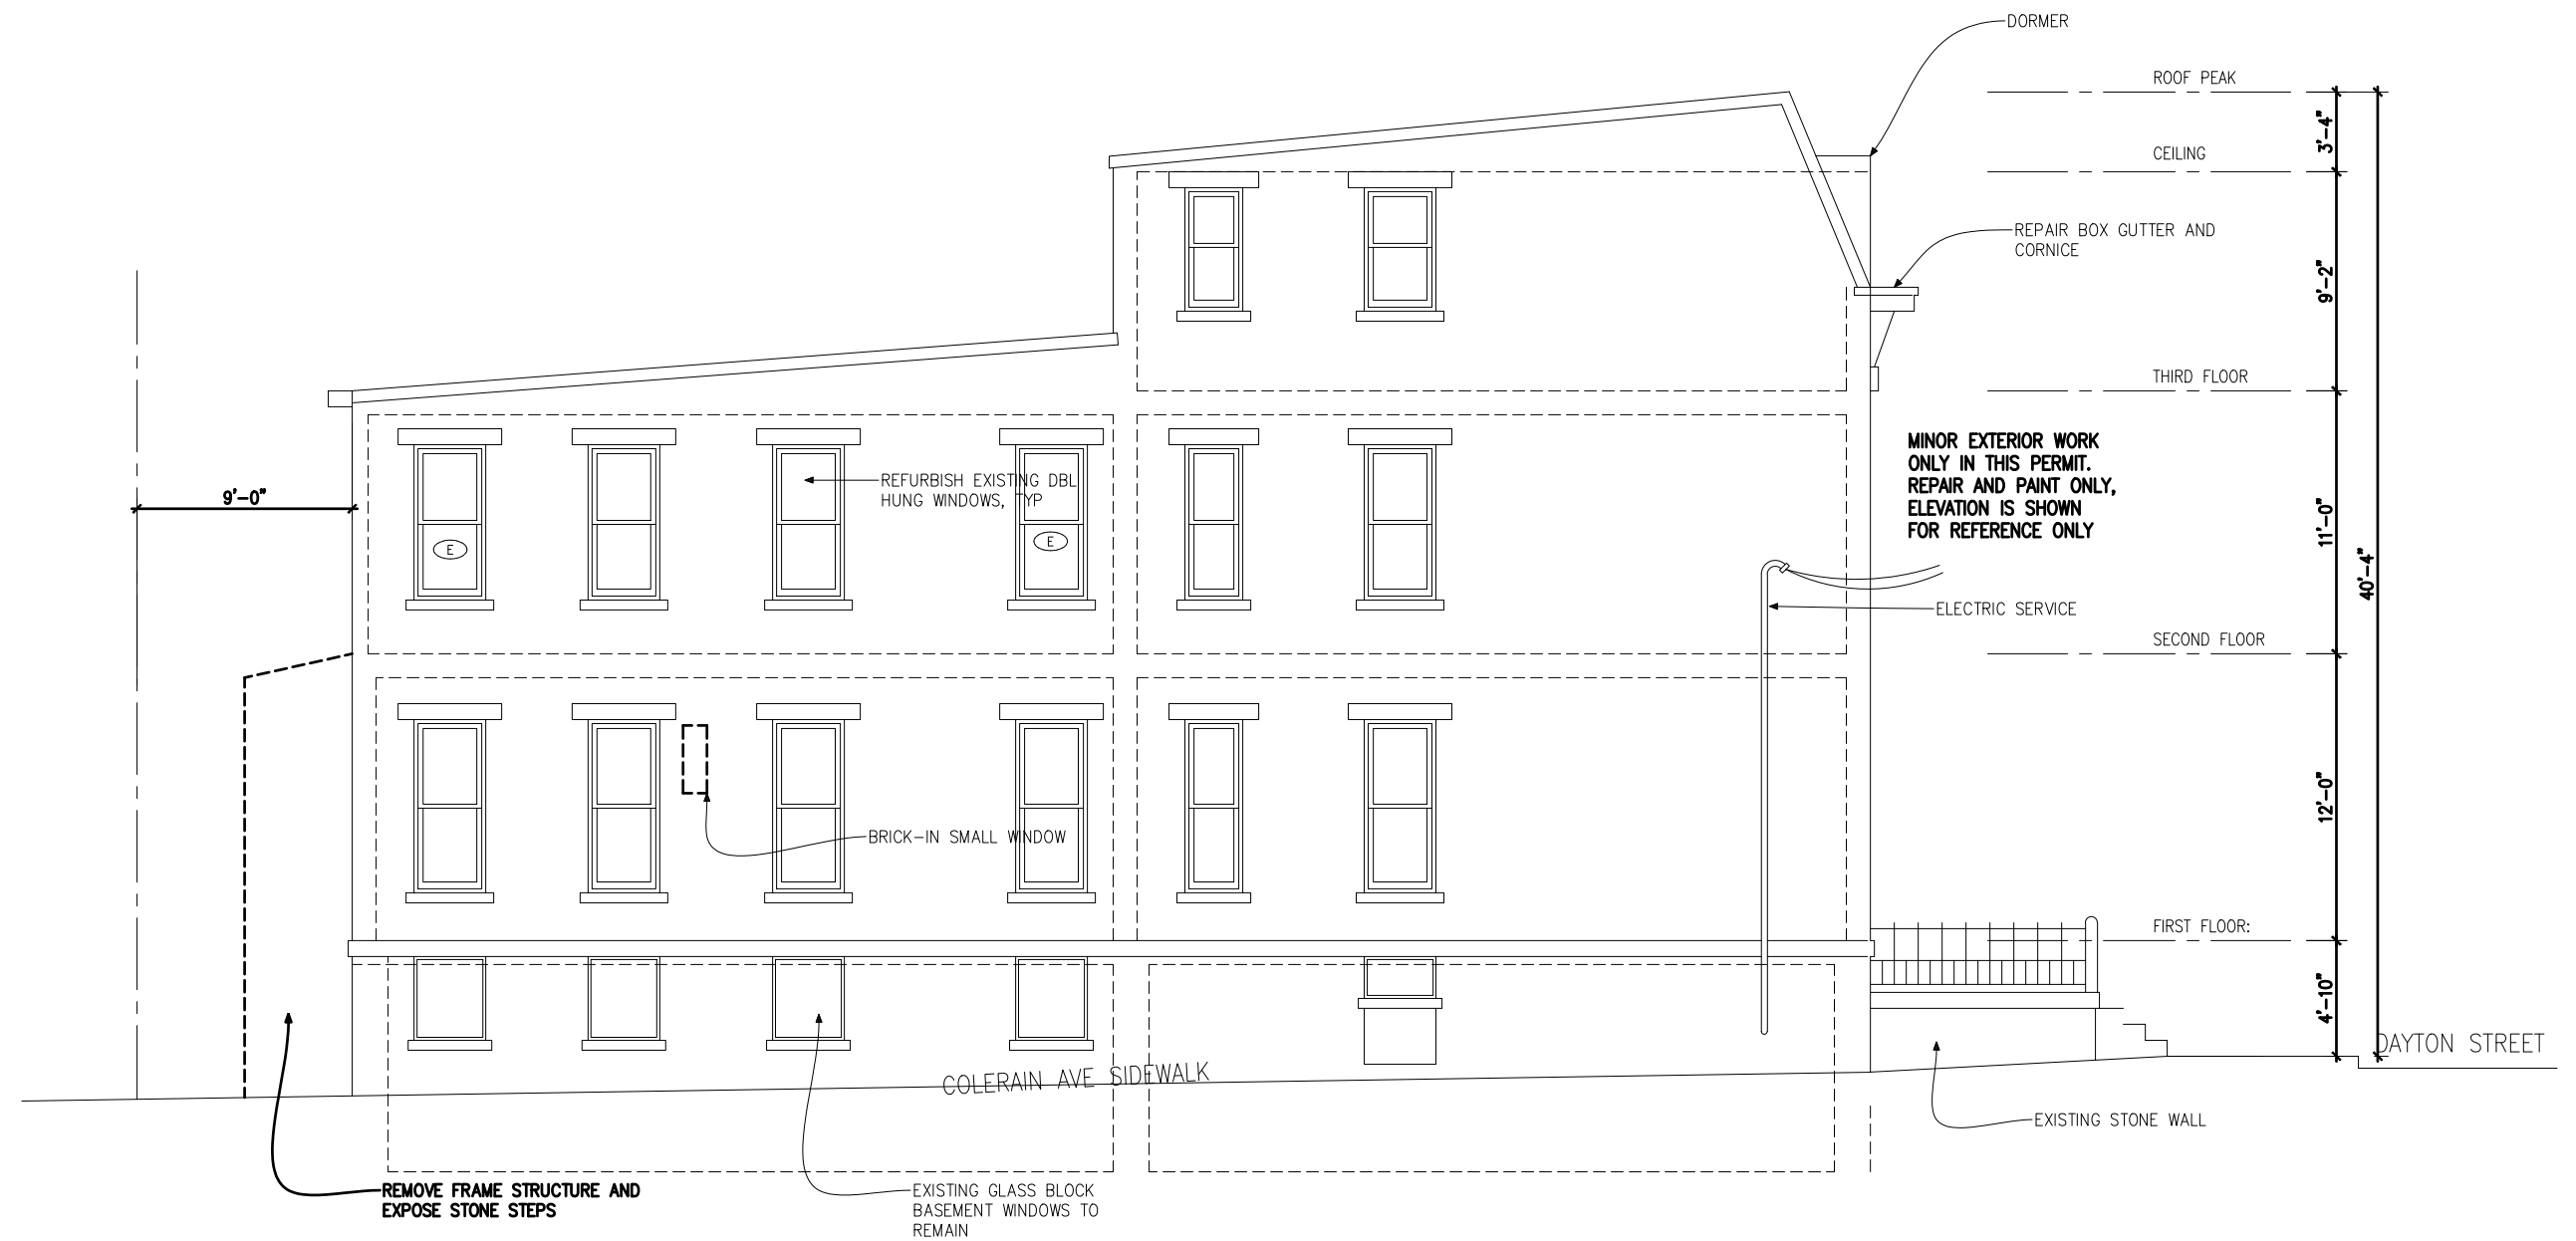 DORMER
ROOF PEAK
3'-4"
CEILING
REPAIR BOX GUTTER AND
CORNICE
9'-2"
THIRD FLOOR
MINOR EXTERIOR WORK
ONLY IN THIS PERMIT.
REPAIR AND PAINT ONLY,
ELEVATION IS SHOWN
FOR REFERENCE ONLY
9'-0"
REFURBISH EXISTING DBL
HUNG WINDOWS, TYP
E
E
11'-0"
40'-4"
ELECTRIC SERVICE
SECOND FLOOR
12'-0"
BRICK-IN SMALL WINDOW
FIRST FLOOR:
4'-10"
DAYTON STREET
COLERAIN AVE SIDEWALK
EXISTING STONE WALL
REMOVE FRAME STRUCTURE AND
EXPOSE STONE STEPS
EXISTING GLASS BLOCK
BASEMENT WINDOWS TO
REMAIN